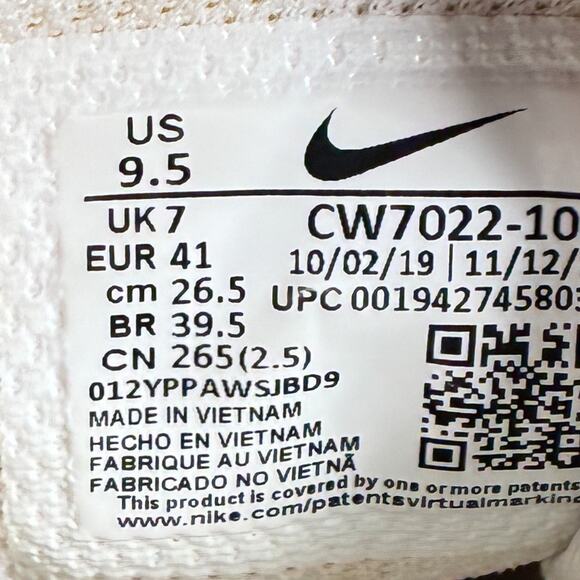 US
9.5
UK 7
EUR 41
cm 26.5
BR 39.5
CN 265(2.5)
CW7022-10
10/02/19 | 11/12/
UPC 00194274580
012YPPAWSJBD9
MADE IN VIETNAM
HECHO EN VIETNAM
FABRIQUE AU VIETNAM
FABRICADO NO VIETNÃ
This product is covered by one or more patents
www.nike.com/patentsvirtualmarkin